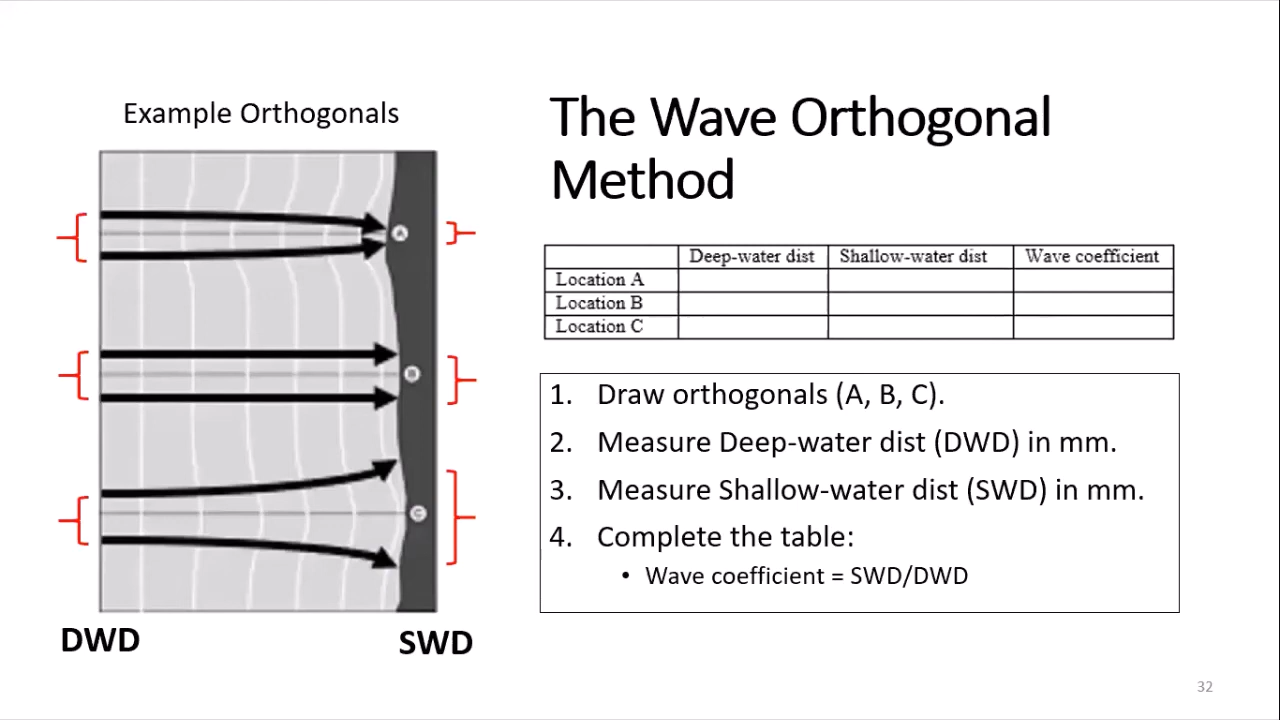 Example Orthogonals
A
B
C
DWD
SWD
The Wave Orthogonal
Method
Deep-water dist Shallow-water dist Wave coefficient
Location A
Location B
Location C
1. Draw orthogonals (A, B, C).
2. Measure Deep-water dist (DWD) in mm.
3. Measure Shallow-water dist (SWD) in mm.
4. Complete the table:
• Wave coefficient = SWD/DWD
32